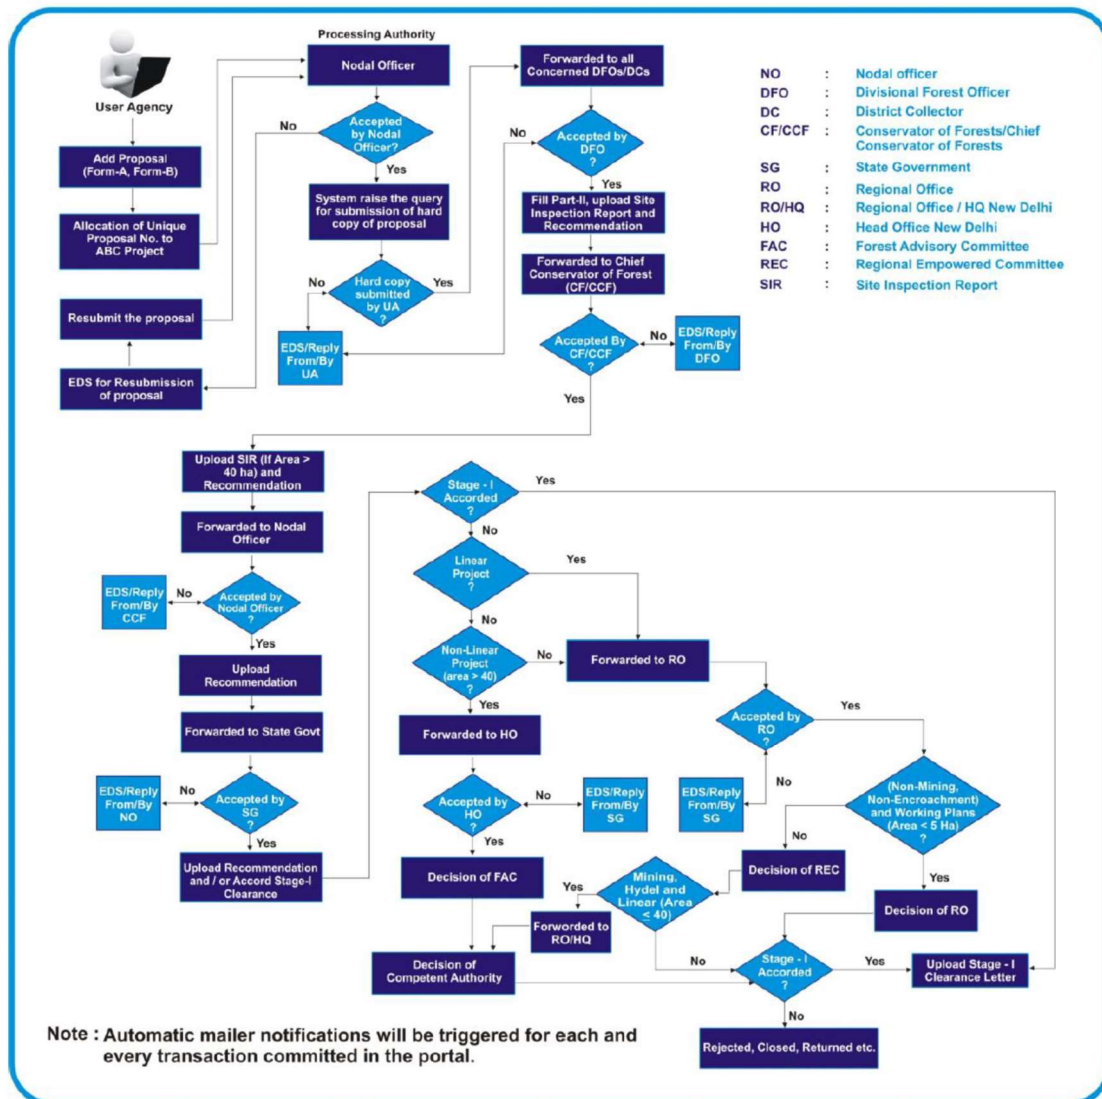 Processing Authority
User Agency
Nodal Officer
Forwarded to all
Concerned DFOs/DCs
Accepted
by Nodal
Officer?
No
Yes
Accepted by
DFO
?
No
Yes
Add Proposal
(Form-A, Form-B)
System raise the query
for submission of hard
copy of proposal
Fill Part-II, upload Site
Inspection Report and
Recommendation
Allocation of Unique
Proposal No. to
ABC Project
Forwarded to Chief
Conservator of Forest
(CF/CCF)
Hard copy
submitted
by UA
?
No
Yes
Resubmit the proposal
EDS/Reply
From/By
UA
Accepted By
CF/CCF
?
No
EDS/Reply
From/By
DFO
Yes
EDS for Resubmission
of proposal
NO : Nodal officer
DFO : Divisional Forest Officer
DC : District Collector
CF/CCF : Conservator of Forests/Chief
Conservator of Forests
SG : State Government
RO : Regional Office
RO/HQ : Regional Office / HQ New Delhi
HO : Head Office New Delhi
FAC : Forest Advisory Committee
REC : Regional Empowered Committee
SIR : Site Inspection Report
Upload SIR (If Area >
40 ha) and
Recommendation
Forwarded to Nodal
Officer
EDS/Reply
From/By
CCF
No
Accepted by
Nodal Officer
?
Yes
Upload
Recommendation
Forwarded to State Govt
EDS/Reply
From/By
NO
No
Accepted by
SG
?
Yes
Upload Recommendation
and / or Accord Stage-I
Clearance
Stage - I
Accorded
?
Yes
No
Linear
Project
?
Yes
No
Non-Linear
Project
(area > 40)
?
No
Yes
Forwarded to RO
Forwarded to HO
Accepted by
RO
?
Yes
No
EDS/Reply
From/By
SG
Accepted by
HO
?
No
EDS/Reply
From/By
SG
Yes
(Non-Mining,
Non-Encroachment)
and Working Plans
(Area < 5 Ha)
?
No
Yes
Decision of FAC
Mining,
Hydel and
Linear (Area
≤ 40)
Yes
No
Decision of REC
Decision of RO
Forworded to
RO/HQ
Decision of
Competent Authority
Stage - I
Accorded
?
Yes
No
Upload Stage - I
Clearance Letter
Rejected, Closed, Returned etc.
Note : Automatic mailer notifications will be triggered for each and
every transaction committed in the portal.